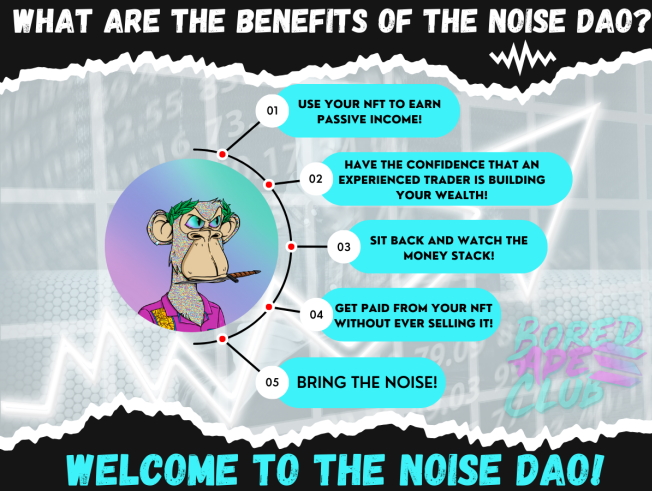 WHAT ARE THE BENEFITS OF THE NOISE DAO?
01
USE YOUR NFT TO EARN
PASSIVE INCOME!
02
HAVE THE CONFIDENCE THAT AN
EXPERIENCED TRADER IS BUILDING
YOUR WEALTH!
03
SIT BACK AND WATCH THE
MONEY STACK!
04
GET PAID FROM YOUR NFT
WITHOUT EVER SELLING IT!
05
BRING THE NOISE!
BORED
APE
CLUB
WELCOME TO THE NOISE DAO!